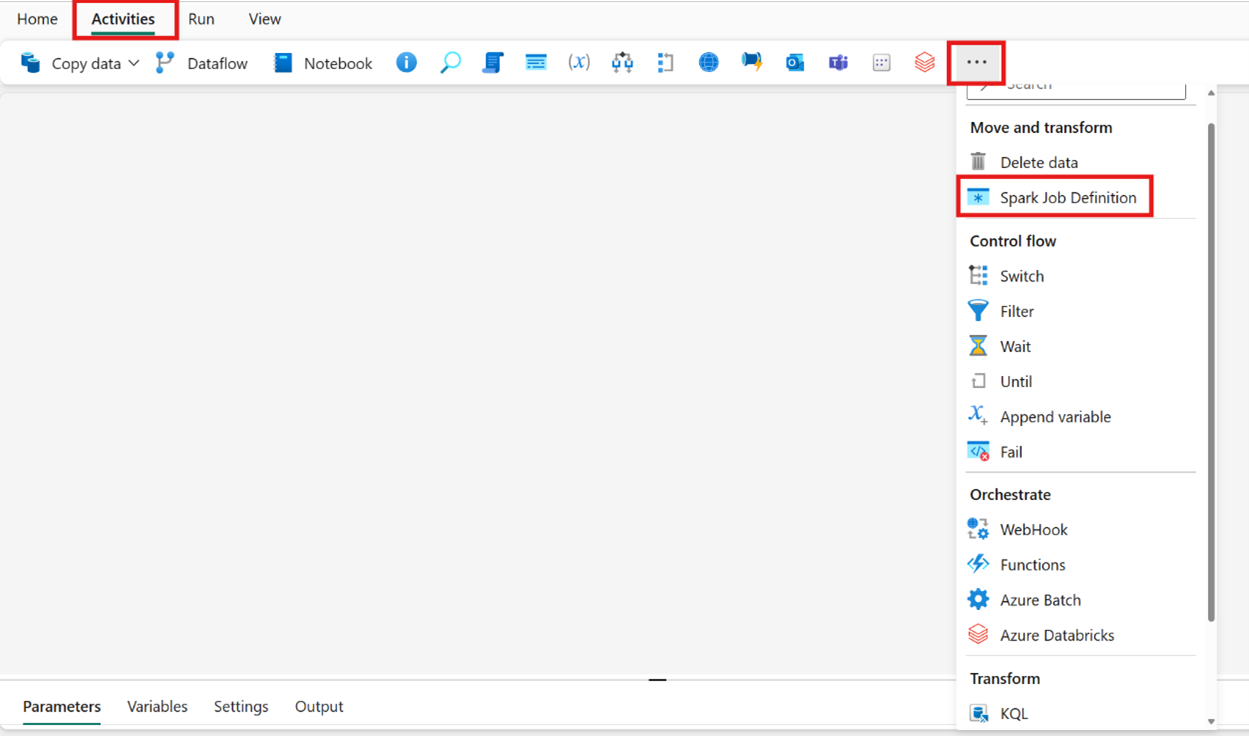 Home Activities Run View
Copy data Dataflow Notebook (x)
Search
Move and transform
Delete data
Spark Job Definition
Control flow
Switch
Filter
Wait
Until
Append variable
Fail
Orchestrate
WebHook
Functions
Azure Batch
Azure Databricks
Transform
KQL
Parameters Variables Settings Output